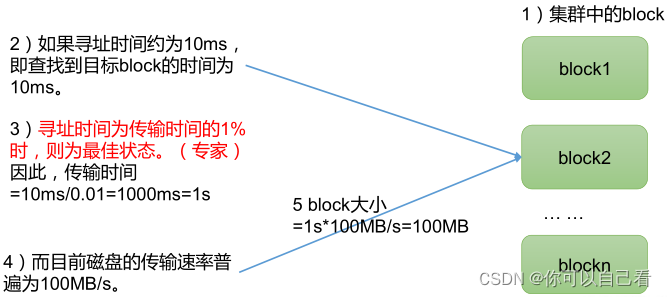 1）集群中的block
2）如果寻址时间约为10ms，
即查找到目标block的时间为
10ms。
block1
3）寻址时间为传输时间的1%
时，则为最佳状态。（专家）
因此，传输时间
=10ms/0.01=1000ms=1s
block2
5 block大小
=1s*100MB/s=100MB
... ...
4）而目前磁盘的传输速率普
遍为100MB/s。
blockn
CSDN @你可以自己看